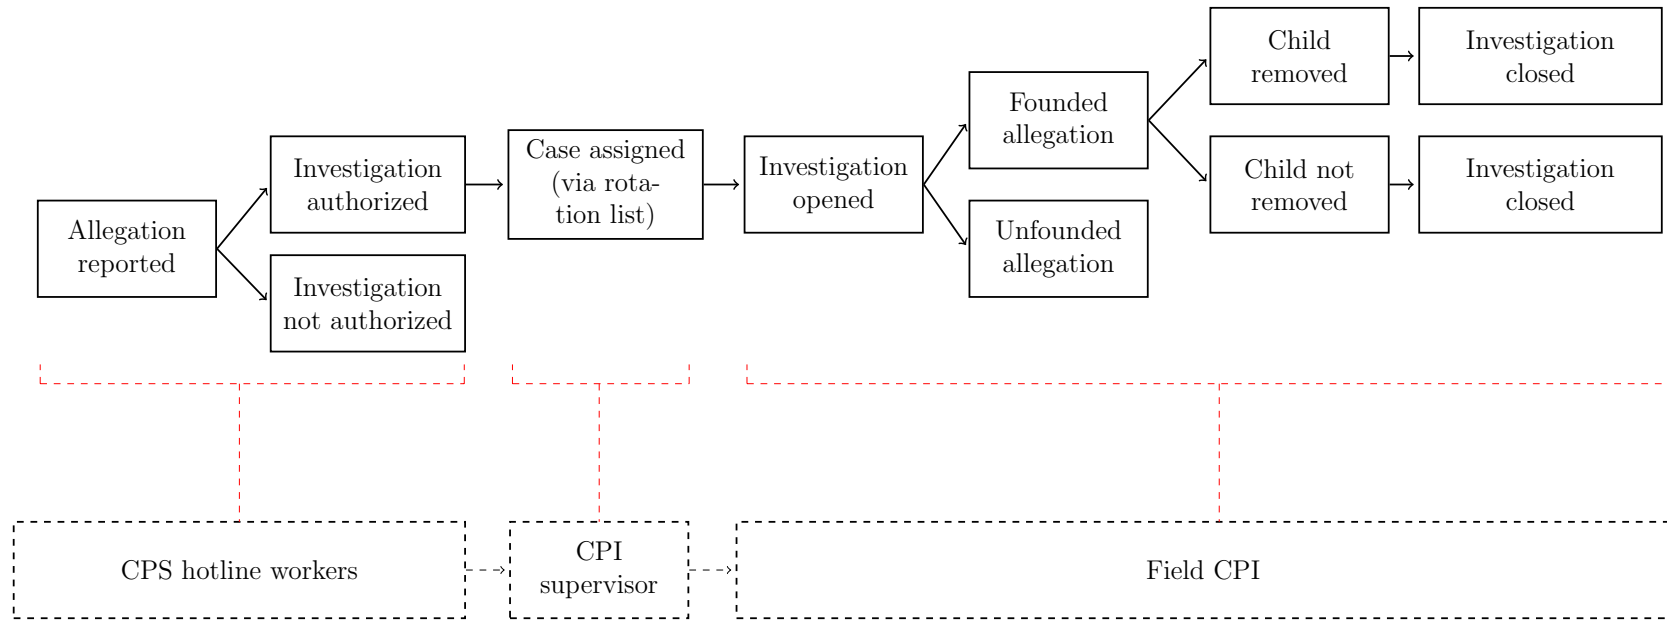 Allegation
reported
Investigation
authorized
Investigation
not authorized
Case assigned
(via rota-
tion list)
Investigation
opened
Founded
allegation
Unfounded
allegation
Child
removed
Investigation
closed
Child not
removed
Investigation
closed
CPS hotline workers
CPI
supervisor
Field CPI